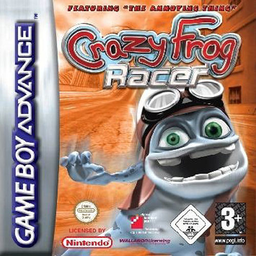 FEATURING "THE ANNOYING THING"
Crazy Frog
Racer
GAME BOY ADVANCE
LICENSED BY
Nintendo
3+
www.pegi.info